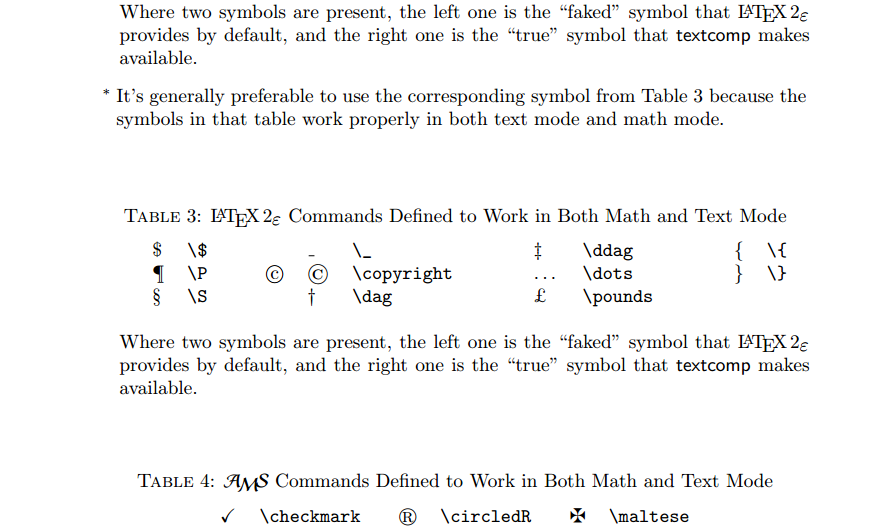 Where two symbols are present, the left one is the “faked” symbol that LATEX 2ε
provides by default, and the right one is the “true” symbol that textcomp makes
available.
* It’s generally preferable to use the corresponding symbol from Table 3 because the
symbols in that table work properly in both text mode and math mode.
TABLE 3: LATEX 2ε Commands Defined to Work in Both Math and Text Mode
$ \$ _ \_ ‡ \ddag { \{
¶ \P © © \copyright … \dots } \}
§ \S † \dag £ \pounds
Where two symbols are present, the left one is the “faked” symbol that LATEX 2ε
provides by default, and the right one is the “true” symbol that textcomp makes
available.
TABLE 4: AMS Commands Defined to Work in Both Math and Text Mode
✓ \checkmark ® \circledR ✠ \maltese